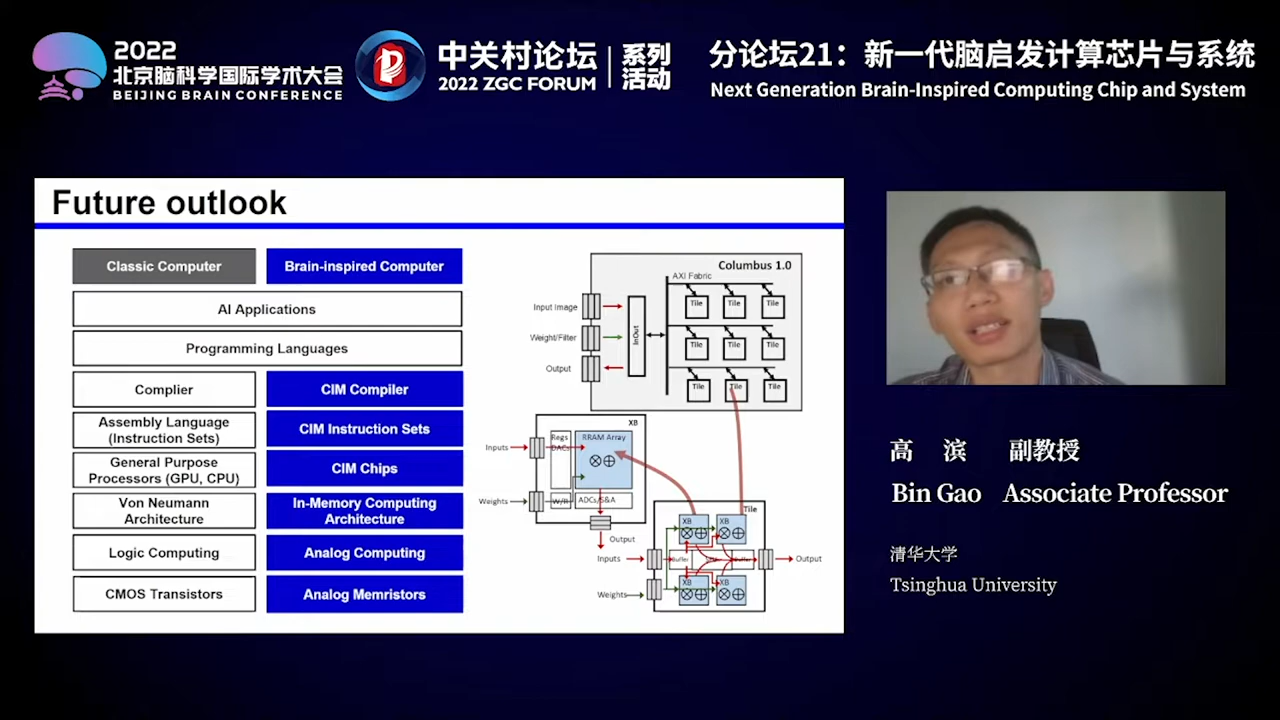 2022
北京脑科学国际学术大会
BEIJING BRAIN CONFERENCE
中关村论坛
2022 ZGC FORUM
系列
活动
分论坛21：新一代脑启发计算芯片与系统
Next Generation Brain-Inspired Computing Chip and System
Future outlook
Classic Computer
Brain-inspired Computer
AI Applications
Programming Languages
Complier
CIM Compiler
Assembly Language
(Instruction Sets)
CIM Instruction Sets
General Purpose
Processors (GPU, CPU)
CIM Chips
Von Neumann
Architecture
In-Memory Computing
Architecture
Logic Computing
Analog Computing
CMOS Transistors
Analog Memristors
Columbus 1.0
AXI Fabric
Input Image
Weight/Filter
Output
InOut
Tile
Tile
Tile
Tile
Tile
Tile
Tile
Tile
Tile
XB
Regs
DACs
RRAM Array
Inputs
Weights
W/R
ADCs/S&A
Output
Tile
XB
XB
Inputs
Buffer
Buffer
Output
XB
XB
Weights
高 滨 副教授
Bin Gao Associate Professor
清华大学
Tsinghua University